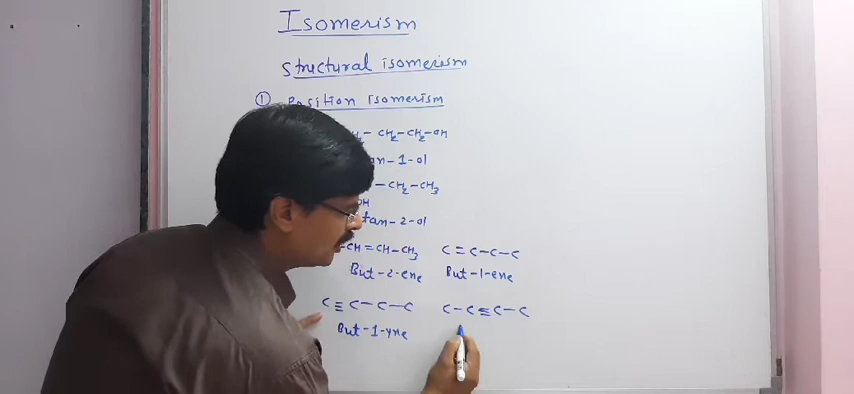 Isomerism
Structural isomerism
① Position isomerism
- CH₂-CH₂-OH
n-1-ol
- CH₂-CH₃
OH
tan-2-ol
-CH=CH-CH₃ C=C-C-C
But-2-ene But-1-ene
C≡C-C-C C-C≡C-C
But-1-yne